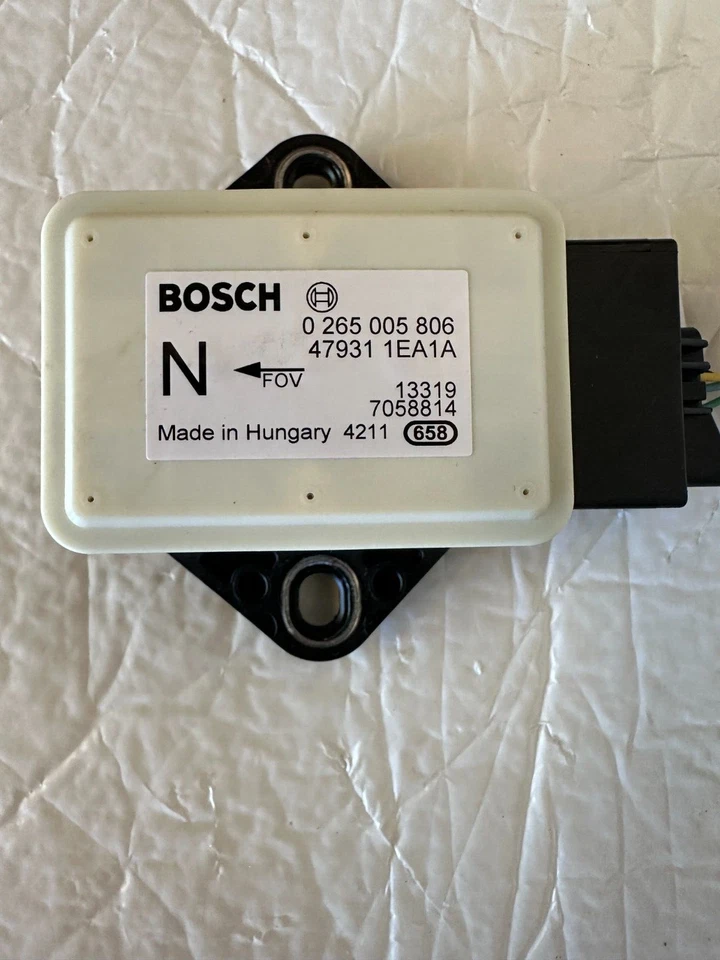 BOSCH
0 265 005 806
47931 1EA1A
N
FOV
13319
7058814
Made in Hungary 4211 658